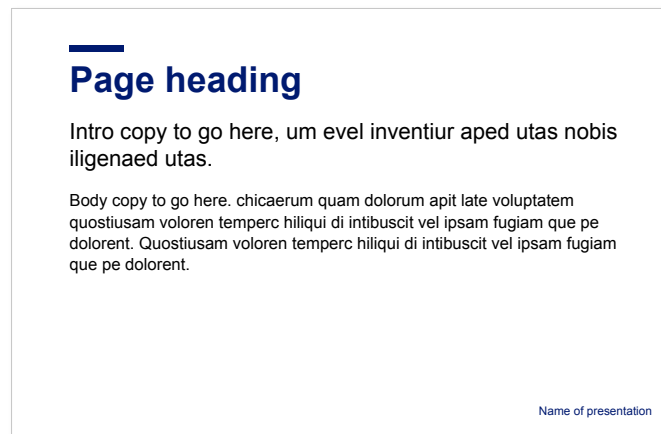 Page heading
Intro copy to go here, um evel inventiur aped utas nobis
iligenaed utas.
Body copy to go here. chicaerum quam dolorum apit late voluptatem
quostiusam voloren temperc hiliqui di intibuscit vel ipsam fugiam que pe
dolorent. Quostiusam voloren temperc hiliqui di intibuscit vel ipsam fugiam
que pe dolorent.
Name of presentation